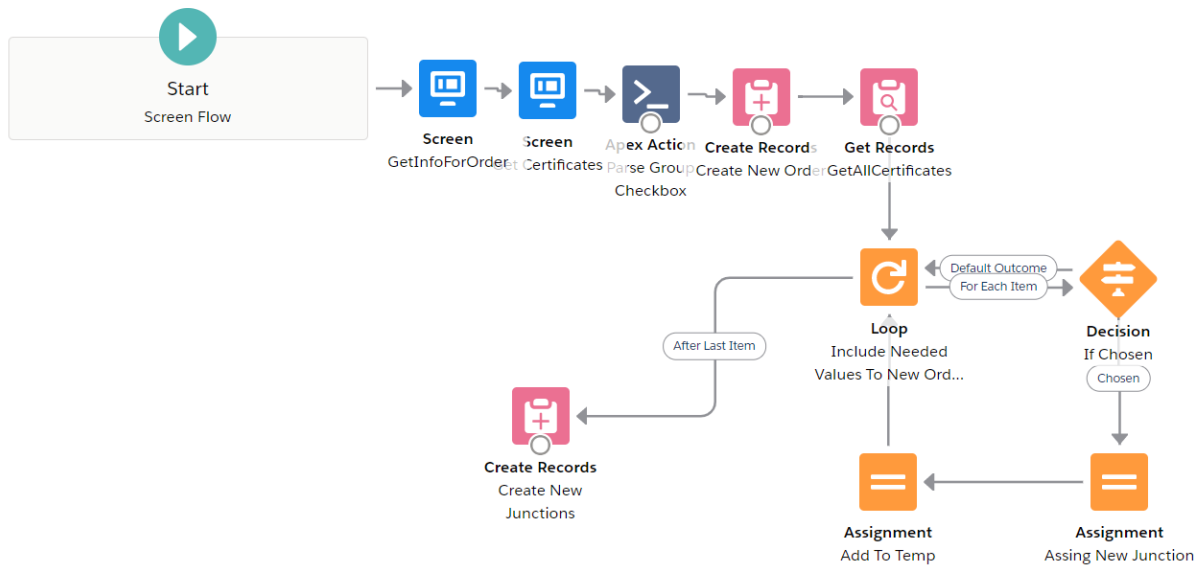 Start
Screen Flow
Screen
GetInfoForOrder
Screen
Get Certificates
Apex Action
Parse Group
Checkbox
Create Records
Create New Order
Get Records
GetAllCertificates
Default Outcome
For Each Item
Loop
Include Needed
Values To New Ord...
Decision
If Chosen
Chosen
After Last Item
Create Records
Create New
Junctions
Assignment
Add To Temp
Assignment
Assing New Junction